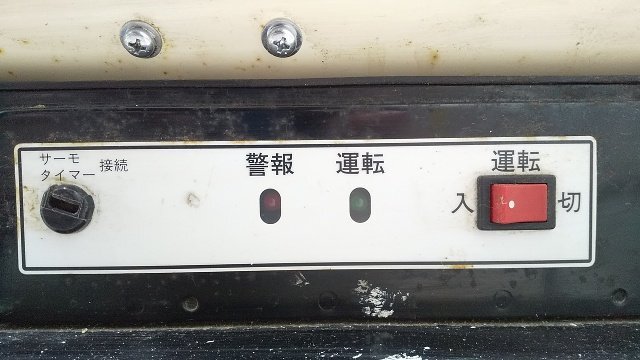 サーモ
タイマー 接続
警報
運転
運転
入 切